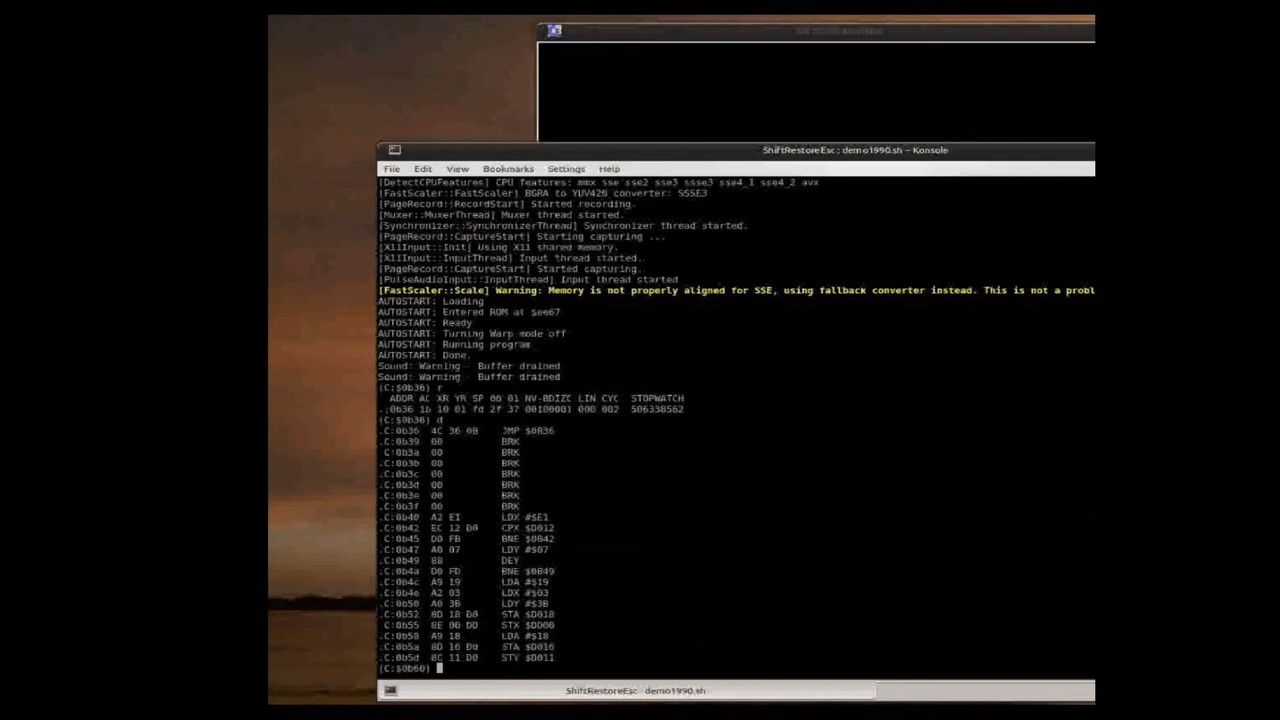 ShiftRestoreEsc : demo1990.sh – Konsole
File Edit View Bookmarks Settings Help
[DetectCPUFeatures] CPU features: mmx sse sse2 sse3 ssse3 sse4_1 sse4_2 avx
[FastScaler::FastScaler] BGRA to YUV420 converter: SSSE3
[PageRecord::RecordStart] Started recording.
[Muxer::MuxerThread] Muxer thread started.
[Synchronizer::SynchronizerThread] Synchronizer thread started.
[PageRecord::CaptureStart] Starting capturing ...
[X11Input::Init] Using X11 shared memory.
[X11Input::InputThread] Input thread started.
[PageRecord::CaptureStart] Started capturing.
[PulseAudioInput::InputThread] Input thread started
[FastScaler::Scale] Warning: Memory is not properly aligned for SSE, using fallback converter instead. This is not a probl
AUTOSTART: Loading
AUTOSTART: Entered ROM at $ee67
AUTOSTART: Ready
AUTOSTART: Turning Warp mode off
AUTOSTART: Running program
AUTOSTART: Done.
Sound: Warning - Buffer drained
Sound: Warning - Buffer drained
(C:$0b36) r
ADDR AC XR YR SP 00 01 NV-BDIZC LIN CYC STOPWATCH
.;0b36 1b 10 01 fd 2f 37 00100001 000 002 506338562
(C:$0b36) d
.C:0b36 4C 36 0B JMP $0B36
.C:0b39 00 BRK
.C:0b3a 00 BRK
.C:0b3b 00 BRK
.C:0b3c 00 BRK
.C:0b3d 00 BRK
.C:0b3e 00 BRK
.C:0b3f 00 BRK
.C:0b40 A2 E1 LDX #$E1
.C:0b42 EC 12 D0 CPX $D012
.C:0b45 D0 FB BNE $0B42
.C:0b47 A0 07 LDY #$07
.C:0b49 88 DEY
.C:0b4a D0 FD BNE $0B49
.C:0b4c A9 19 LDA #$19
.C:0b4e A2 03 LDX #$03
.C:0b50 A0 3B LDY #$3B
.C:0b52 8D 18 D0 STA $D018
.C:0b55 8E 00 DD STX $DD00
.C:0b58 A9 18 LDA #$18
.C:0b5a 8D 16 D0 STA $D016
.C:0b5d 8C 11 D0 STY $D011
(C:$0b60)
ShiftRestoreEsc : demo1990.sh